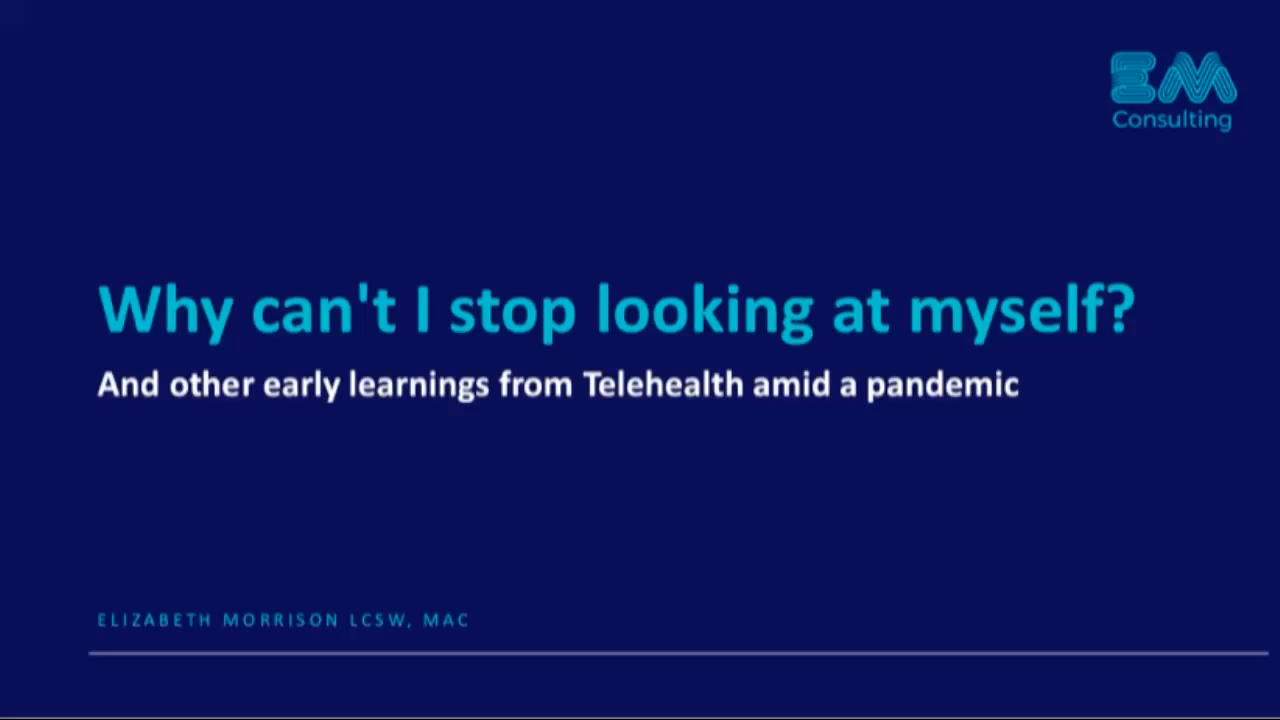 EM
Consulting
Why can't I stop looking at myself?
And other early learnings from Telehealth amid a pandemic
ELIZABETH MORRISON LCSW, MAC